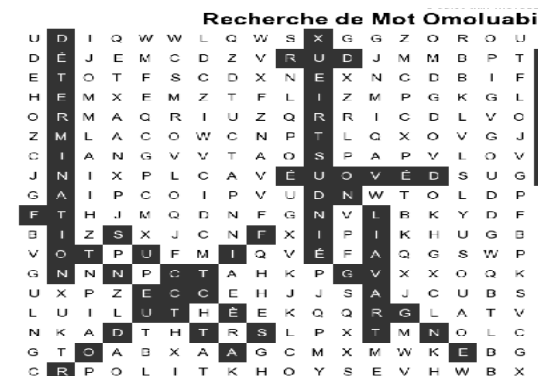 Recherche de Mot Omoluabi
U D I Q W W L Q W S X G G Z O R O U
D É J E M C D Z V R U D J M M B P T
E T O T F S C D X N E X N C D B I F
H E M X E M Z T F L I Z M P G K G L
O R M A Q R I U Z Q R R I C D L V O
Z M L A C O W C N P T L Q X O V G J
C I A N G V V T A O S P A P V L O V
J N I X P L C A V É U O V É D S U G
G A I P C O I P V U D N W T O L D P
F T H J M Q D N F G N V L B K Y D F
B I Z S X J C N F X I P I K H U G B
V O T P U F M I Q V É F A Q G S W P
G N N N P C T A H K P G V X X O Q K
U X P Z E C C E H J J S A J C U B S
L U I L U T H È E K Q Q R G L A T V
N K A D T H T R S L P X T M N O L C
G T O A B X A A G C M X M W K E B G
C R P O L I T K H O Y S E V H W B X